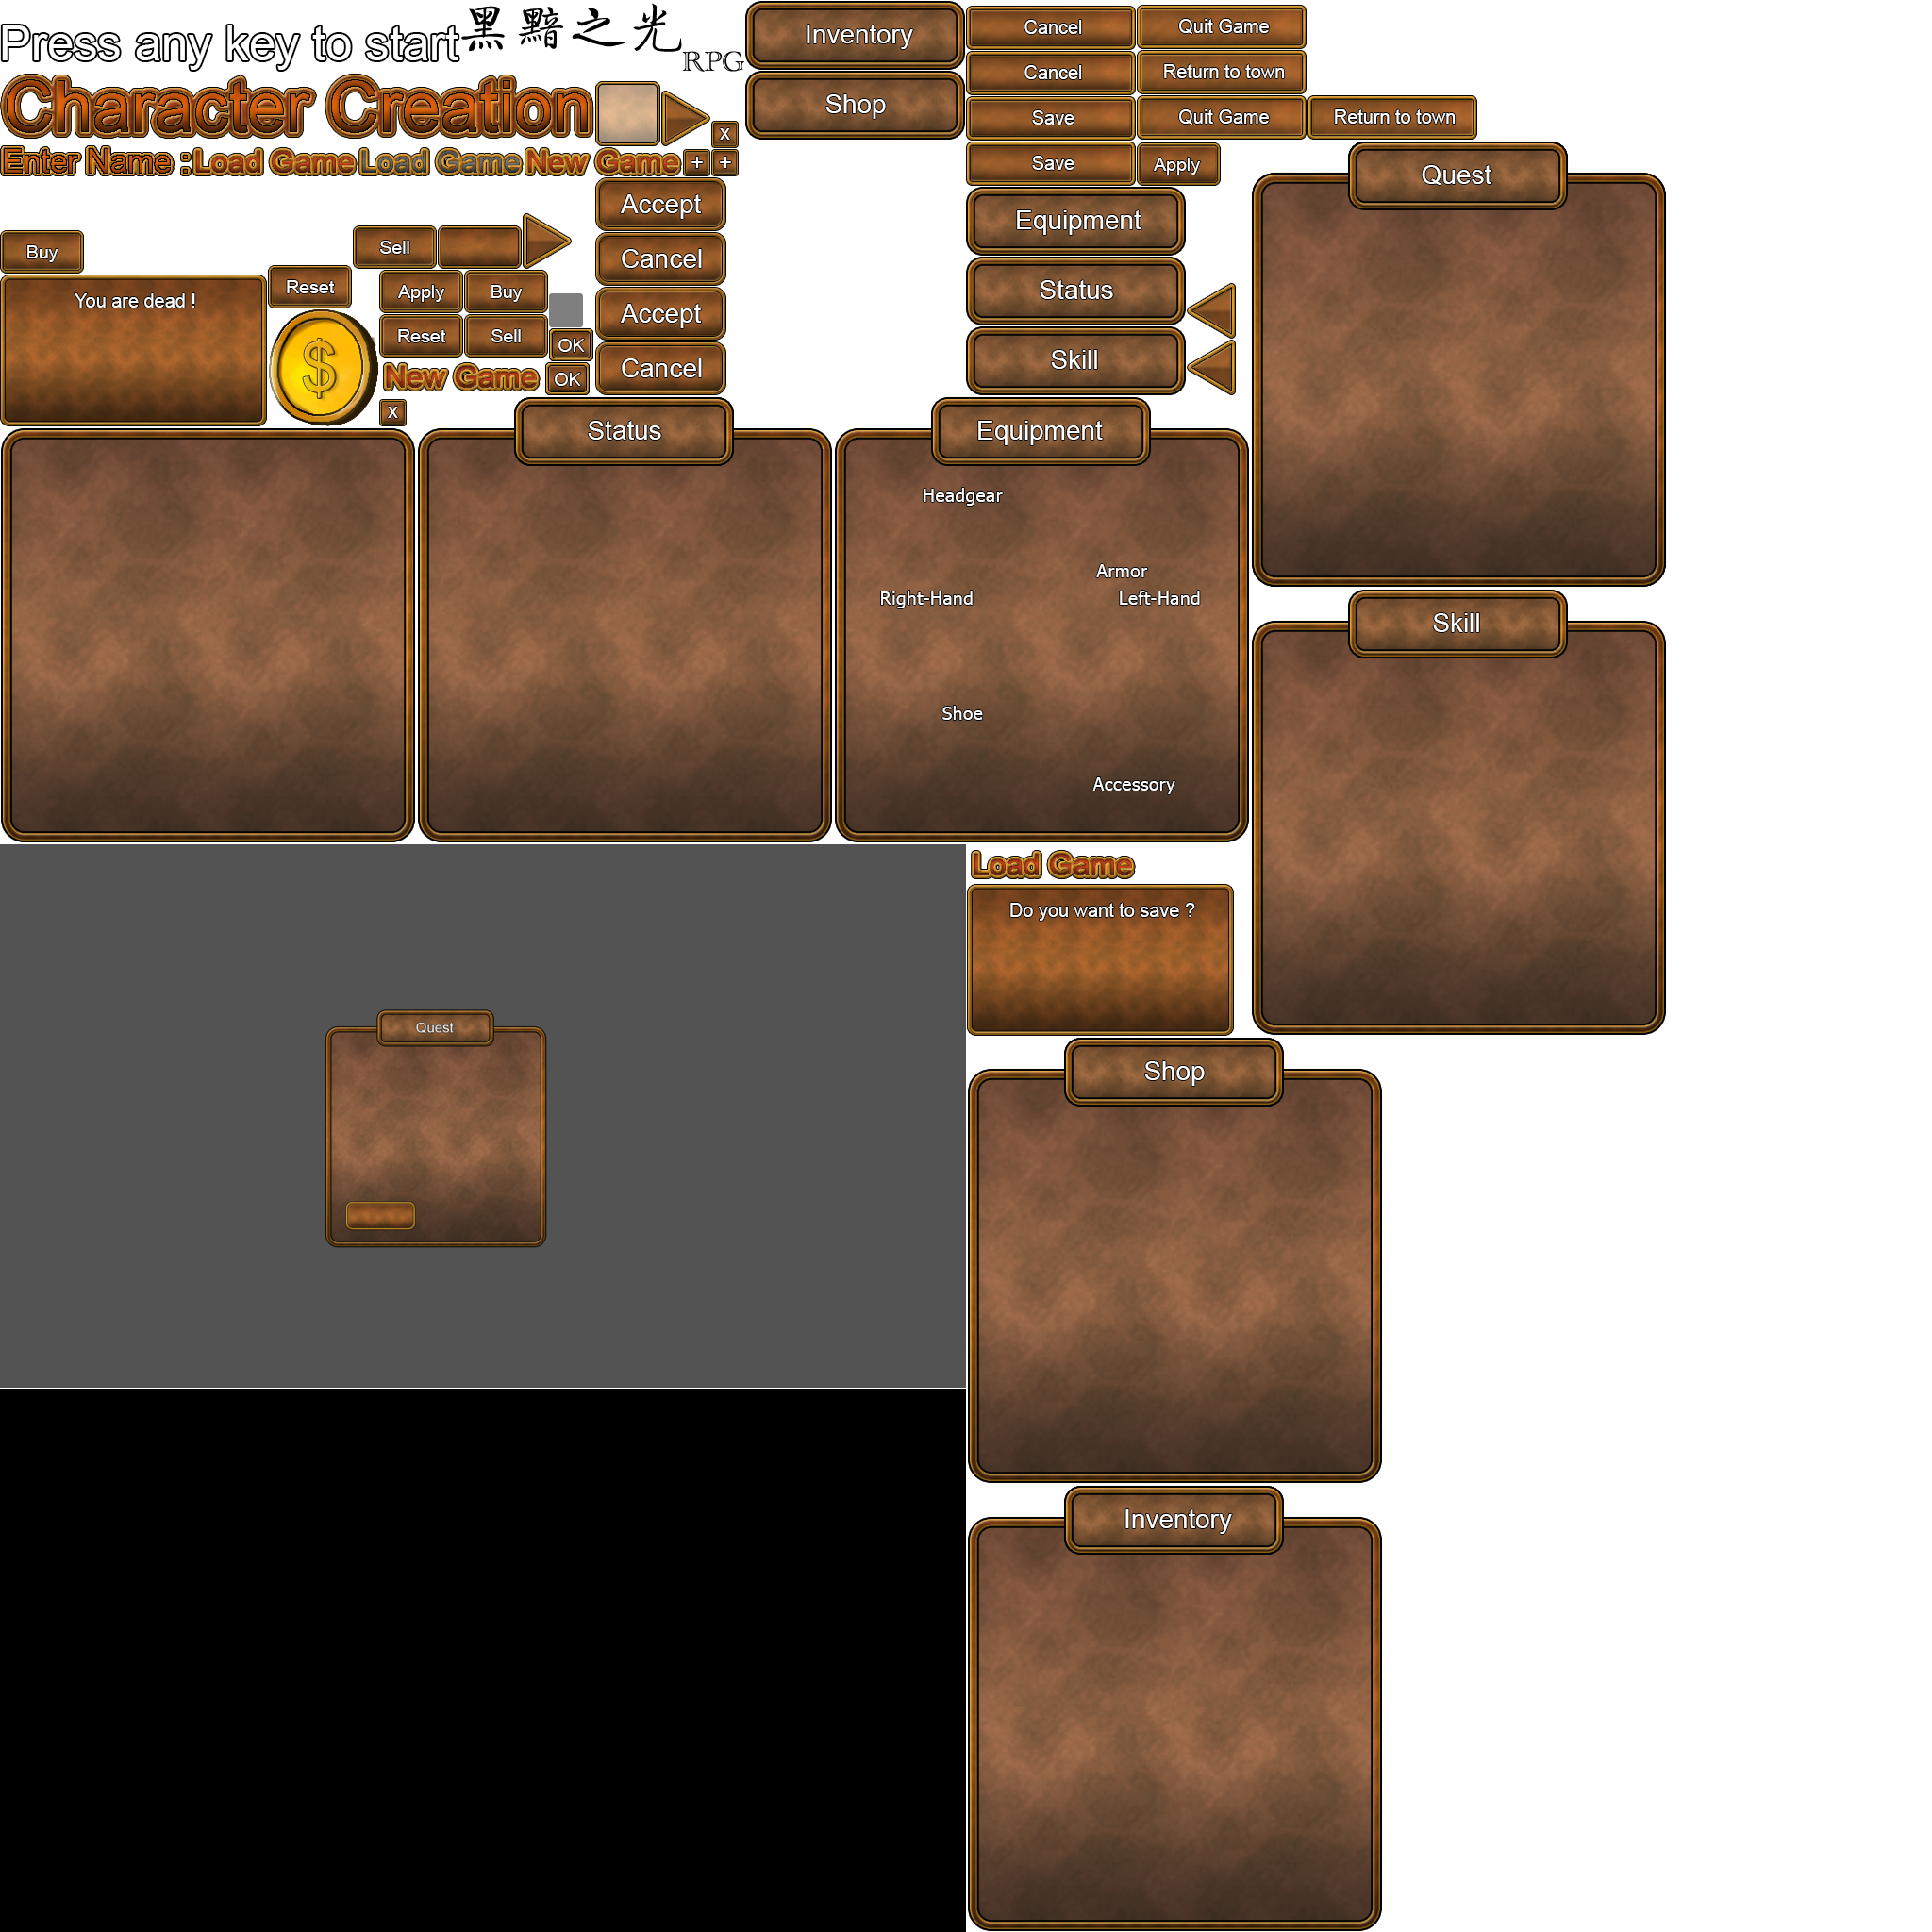 Press any key to start
黑黯之光
RPG
Inventory
Shop
Cancel
Quit Game
Cancel
Return to town
Save
Quit Game
Return to town
Save
Apply
Character Creation
x
Enter Name :
Load Game
Load Game
New Game
+
+
Accept
Cancel
Accept
Cancel
Buy
Sell
You are dead !
Reset
Apply
Buy
Reset
Sell
$
OK
New Game
OK
x
Equipment
Status
Skill
Quest
Status
Equipment
Headgear
Armor
Right-Hand
Left-Hand
Shoe
Accessory
Skill
Load Game
Do you want to save ?
Quest
Shop
Inventory